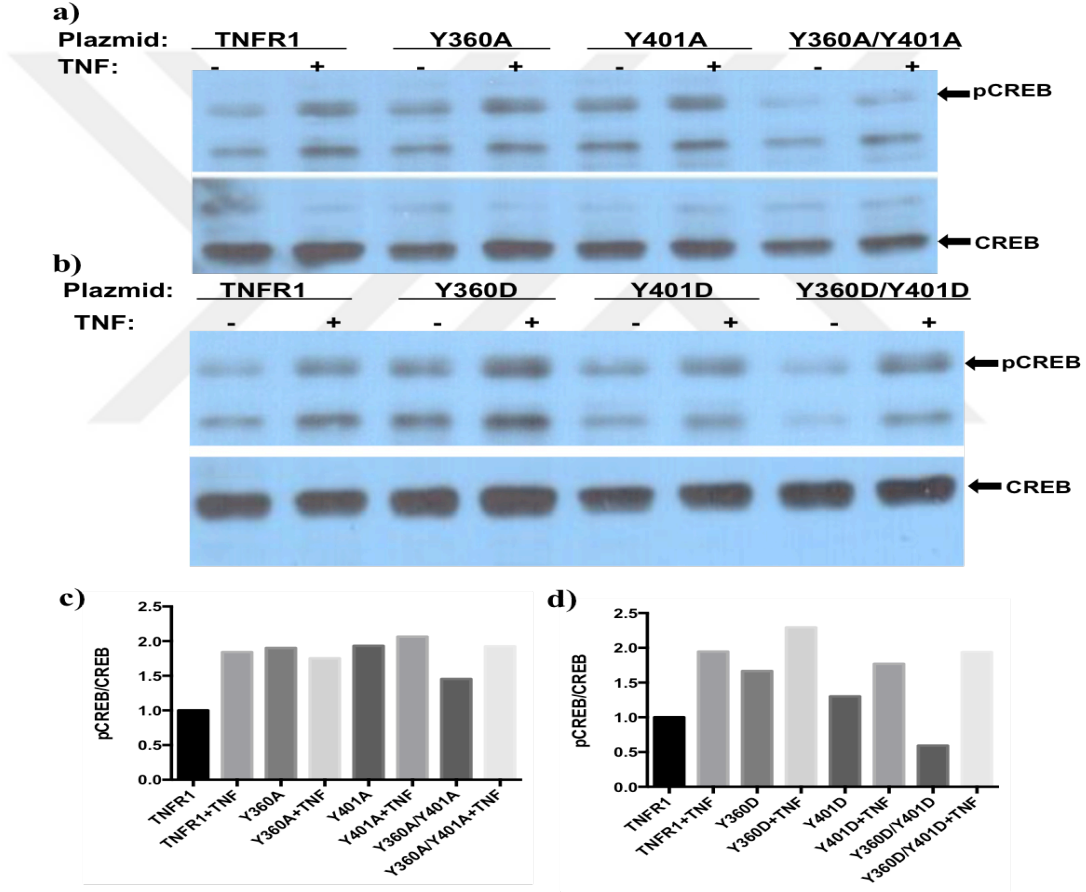 a)
Plazmid: TNFR1 Y360A Y401A Y360A/Y401A
TNF: - + - + - + - +
pCREB
CREB
b)
Plazmid: TNFR1 Y360D Y401D Y360D/Y401D
TNF: - + - + - + - +
pCREB
CREB
c)
pCREB/CREB
2.5
2.0
1.5
1.0
0.5
0.0
TNFR1
TNFR1+TNF
Y360A
Y360A+TNF
Y401A
Y401A+TNF
Y360A/Y401A
Y360A/Y401A+TNF
d)
pCREB/CREB
2.5
2.0
1.5
1.0
0.5
0.0
TNFR1
TNFR1+TNF
Y360D
Y360D+TNF
Y401D
Y401D+TNF
Y360D/Y401D
Y360D/Y401D+TNF